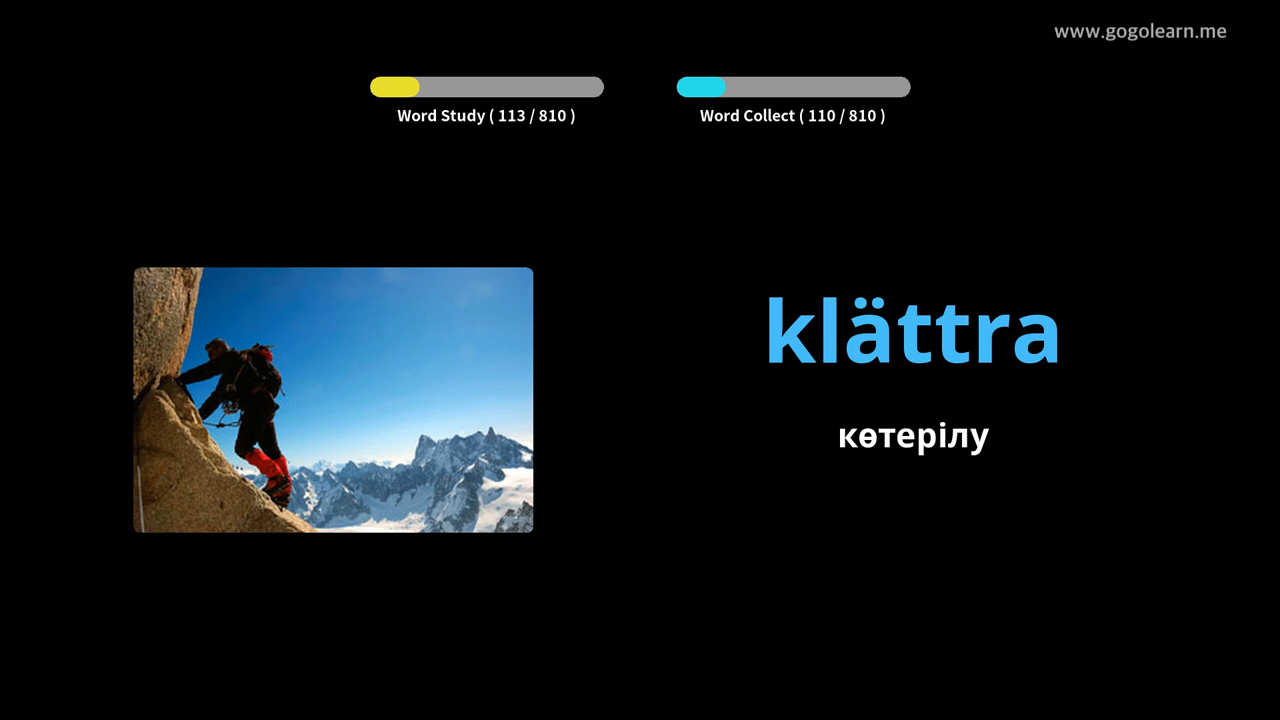 www.gogolearn.me
Word Study ( 113 / 810 )
Word Collect ( 110 / 810 )
klättra
көтерілу